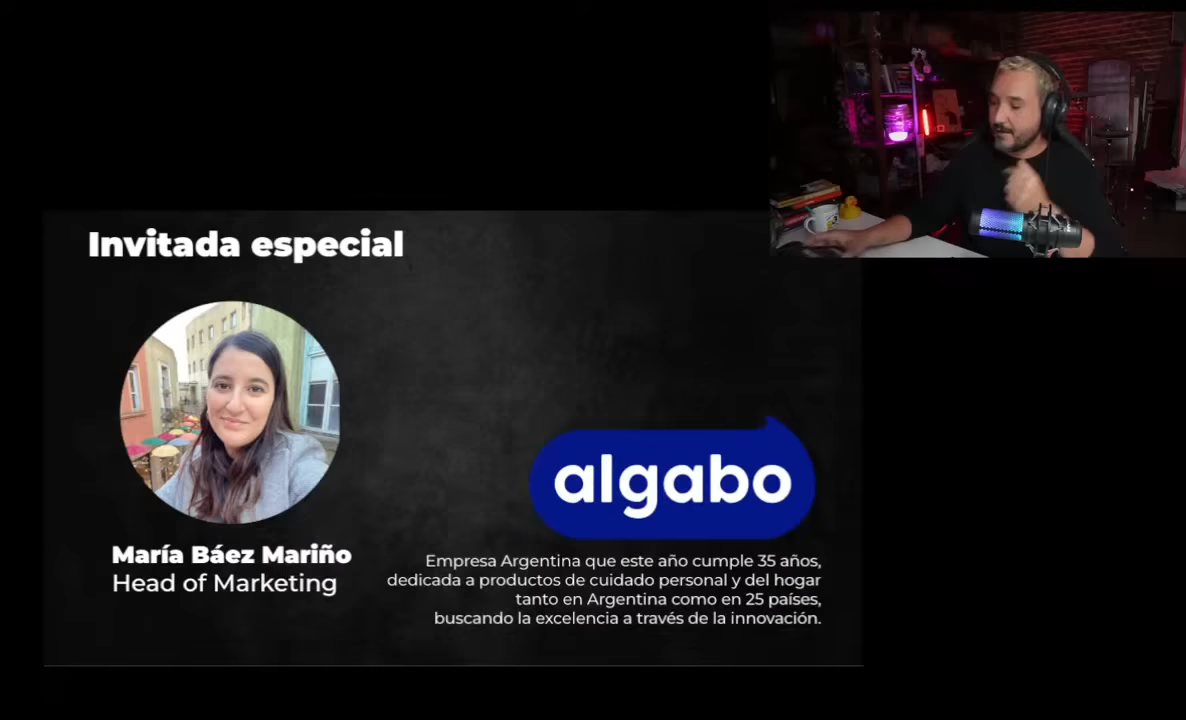 Invitada especial
algabo
María Báez Mariño
Head of Marketing
Empresa Argentina que este año cumple 35 años,
dedicada a productos de cuidado personal y del hogar
tanto en Argentina como en 25 países,
buscando la excelencia a través de la innovación.